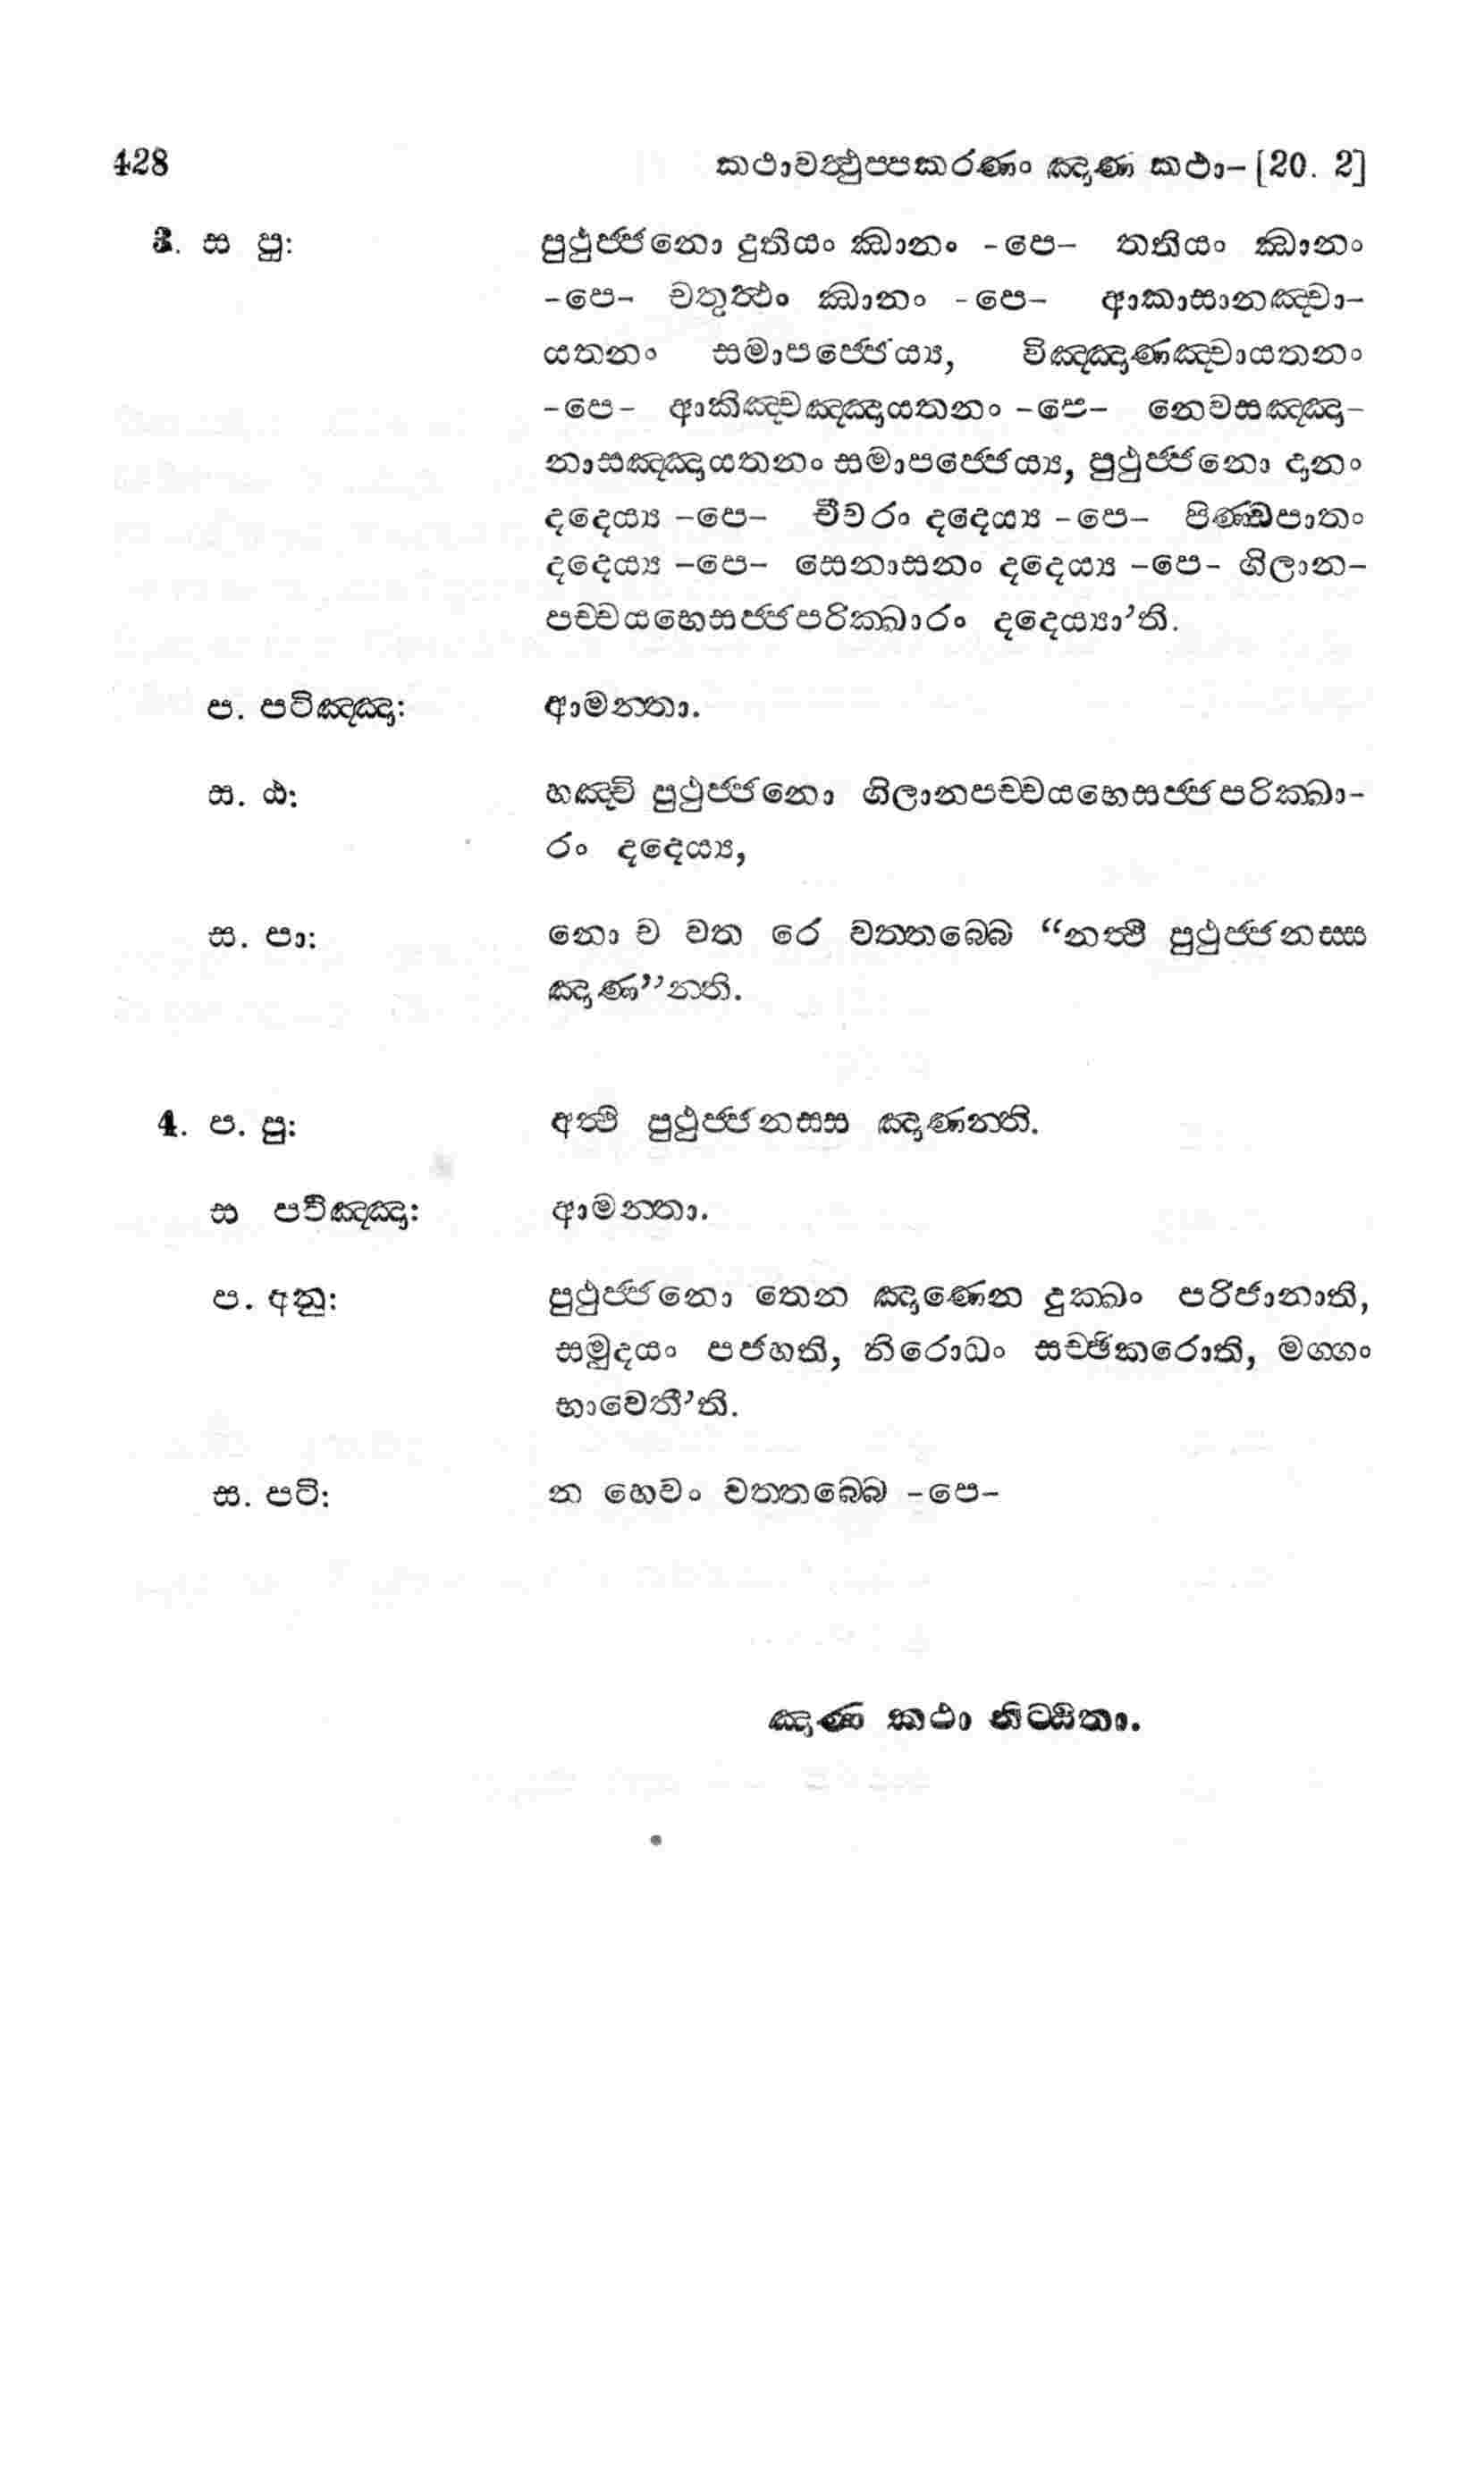 428 කථාවත්‍ථුප්‍පකරණං ඤාණ කථා–[20. 2]
3. ස පු: පුථුජ්‍ජනො දුතියං ඣානං –පෙ– තතියං ඣානං
–පෙ– චතුත්‍ථං ඣානං –පෙ– ආකාසානඤ්චා–
යතනං සමාපජ්‍ජෙය්‍ය, විඤ්ඤාණඤ්චායතනං
–පෙ– ආකිඤ්චඤ්ඤායතනං –පෙ– නෙවසඤ්ඤා–
නාසඤ්ඤායතනං සමාපජ්‍ජෙය්‍ය, පුථුජ්‍ජනො දානං
දදෙය්‍ය –පෙ– චීවරං දදෙය්‍ය –පෙ– පිණ්ඩපාතං
දදෙය්‍ය –පෙ– සෙනාසනං දදෙය්‍ය –පෙ– ගිලාන–
පච්චයභෙසජ්‍ජපරික්‍ඛාරං දදෙය්‍යා’ති.
ප. පටිඤ්ඤා: ආමන්‍තා.
ස. ඨ: හඤ්චි පුථුජ්‍ජනො ගිලානපච්චයභෙසජ්‍ජපරික්‍ඛා–
රං දදෙය්‍ය,
ස. පා: නො ච වත රෙ වත්‍තබ්‍බෙ “නත්‍ථි පුථුජ්‍ජනස්‍ස
ඤාණ”න්‍ති.
4. ප. පු: අත්‍ථි පුථුජ්‍ජනස්‍ස ඤාණන්‍ති.
ස පටිඤ්ඤා: ආමන්‍තා.
ප. අනු: පුථුජ්‍ජනො තෙන ඤාණෙන දුක්‍ඛං පරිජානාති,
සමුදයං පජහති, නිරොධං සච්ඡිකරොති, මග්‍ගං
භාවෙතී’ති.
ස. පටි: න හෙවං වත්‍තබ්‍බෙ –පෙ–
ඤාණ කථා නිට්ඨිතා.